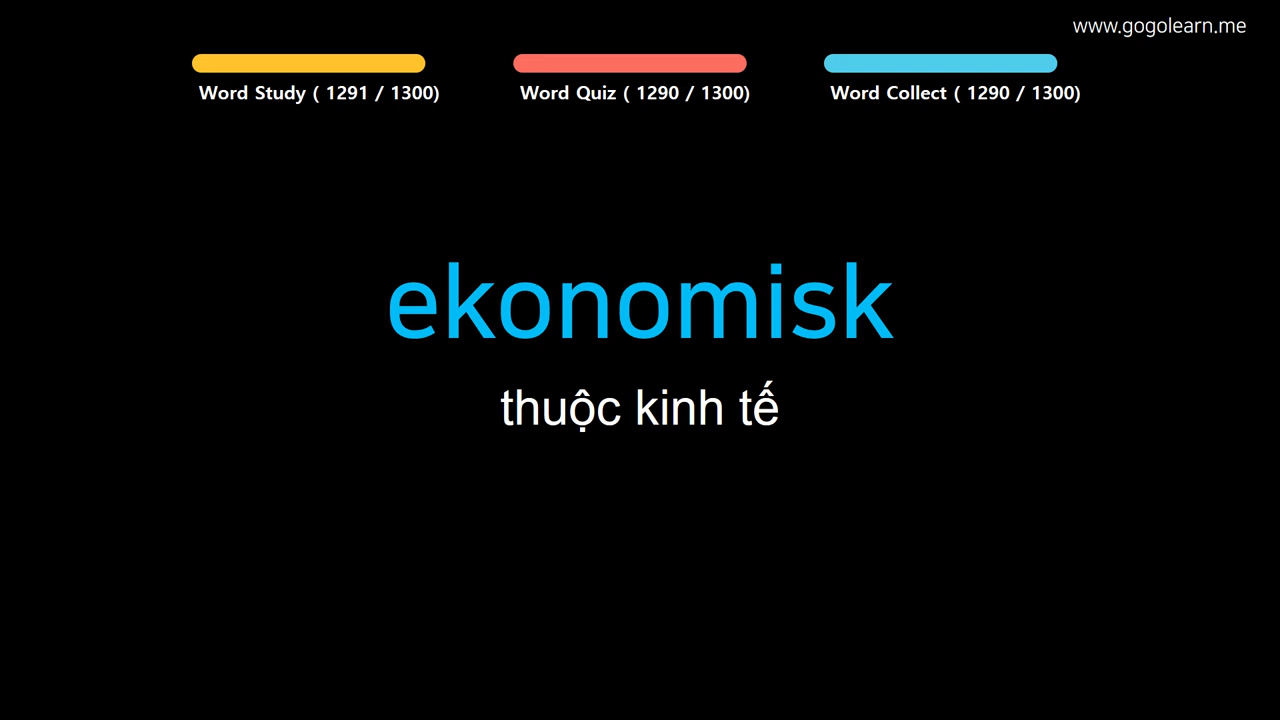 www.gogolearn.me
Word Study ( 1291 / 1300)
Word Quiz ( 1290 / 1300)
Word Collect ( 1290 / 1300)
ekonomisk
thuộc kinh tế